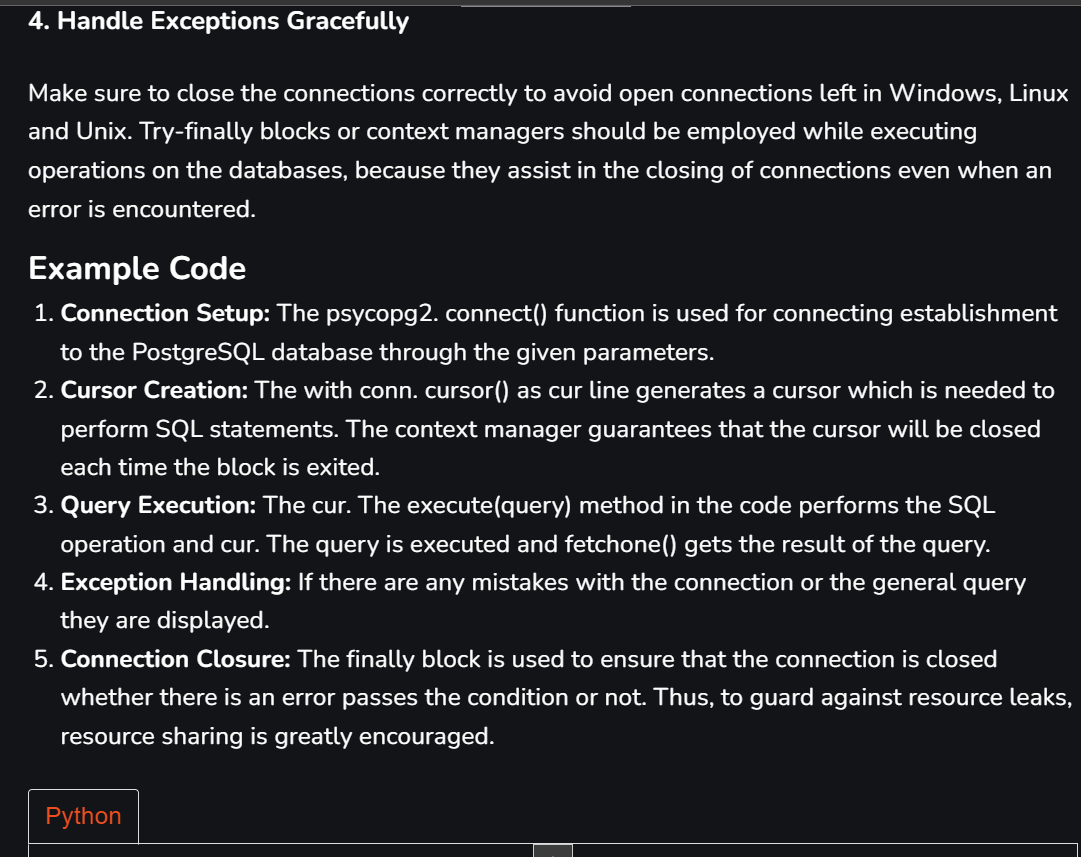 4. Handle Exceptions Gracefully
Make sure to close the connections correctly to avoid open connections left in Windows, Linux
and Unix. Try-finally blocks or context managers should be employed while executing
operations on the databases, because they assist in the closing of connections even when an
error is encountered.
Example Code
1. Connection Setup: The psycopg2. connect() function is used for connecting establishment
to the PostgreSQL database through the given parameters.
2. Cursor Creation: The with conn. cursor() as cur line generates a cursor which is needed to
perform SQL statements. The context manager guarantees that the cursor will be closed
each time the block is exited.
3. Query Execution: The cur. The execute(query) method in the code performs the SQL
operation and cur. The query is executed and fetchone() gets the result of the query.
4. Exception Handling: If there are any mistakes with the connection or the general query
they are displayed.
5. Connection Closure: The finally block is used to ensure that the connection is closed
whether there is an error passes the condition or not. Thus, to guard against resource leaks,
resource sharing is greatly encouraged.
Python